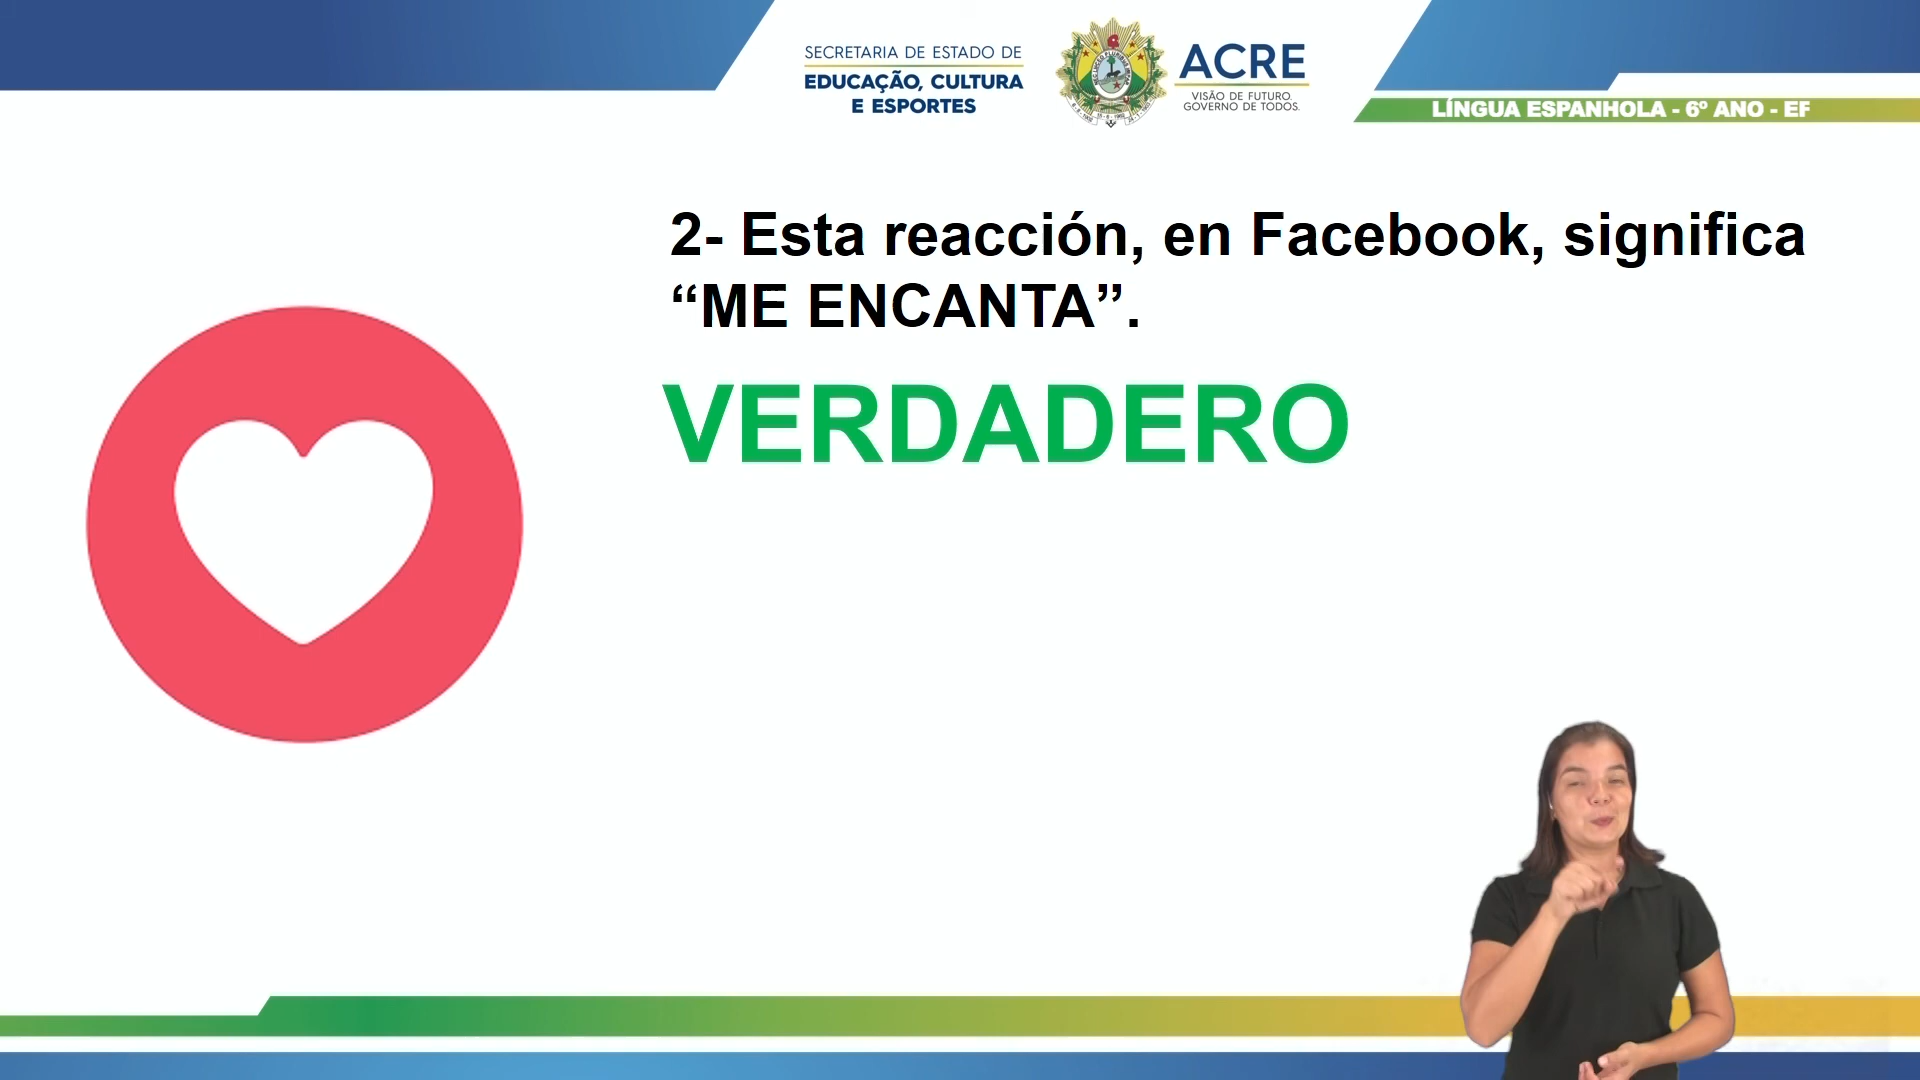 SECRETARIA DE ESTADO DE
EDUCAÇÃO, CULTURA
E ESPORTES
ACRE
VISÃO DE FUTURO.
GOVERNO DE TODOS.
LÍNGUA ESPANHOLA - 6º ANO - EF
2- Esta reacción, en Facebook, significa
“ME ENCANTA”.
VERDADERO